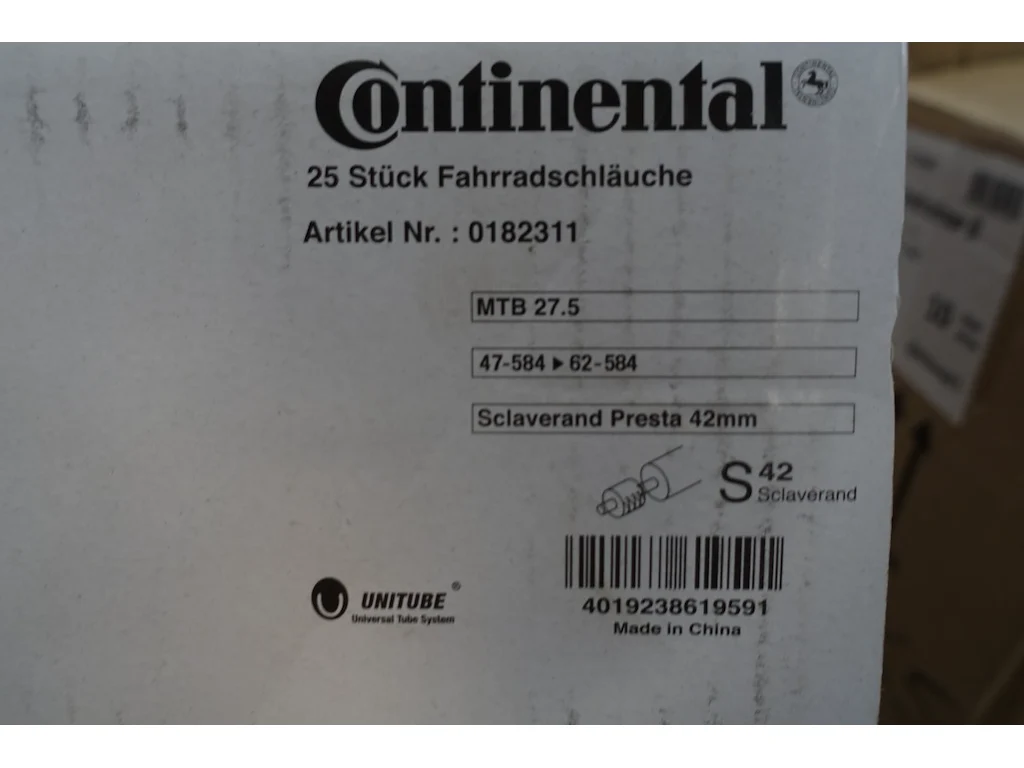 Continental
25 Stück Fahrradschläuche
Artikel Nr. : 0182311
MTB 27.5
47-584 ▶ 62-584
Sclaverand Presta 42mm
S 42
Sclaverand
UNITUBE ®
Universal Tube System
4019238619591
Made in China